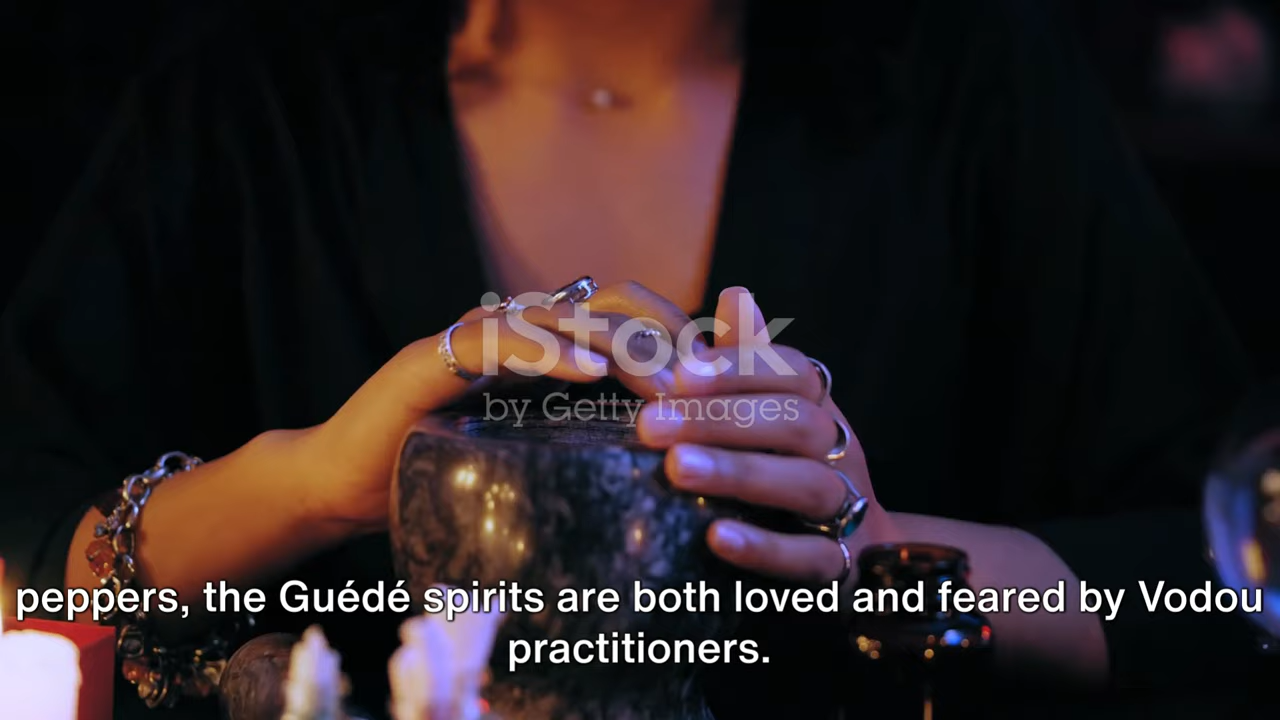 iStock
by Getty Images
peppers, the Guédé spirits are both loved and feared by Vodou
practitioners.